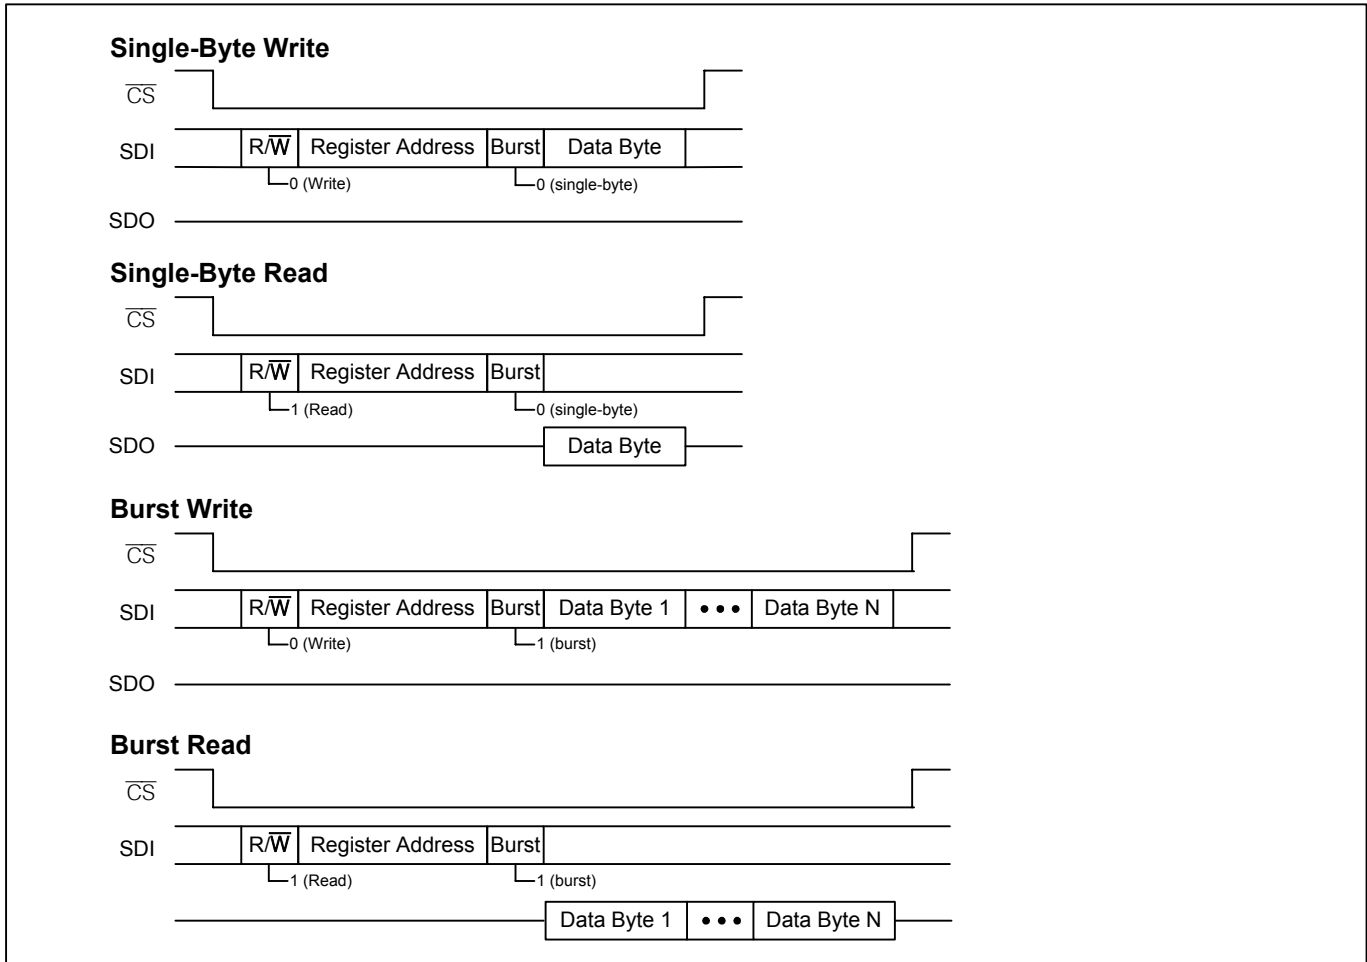 Single-Byte Write
CS
SDI R/W Register Address Burst Data Byte
0 (Write) 0 (single-byte)
SDO
Single-Byte Read
CS
SDI R/W Register Address Burst
1 (Read) 0 (single-byte)
SDO Data Byte
Burst Write
CS
SDI R/W Register Address Burst Data Byte 1 ••• Data Byte N
0 (Write) 1 (burst)
SDO
Burst Read
CS
SDI R/W Register Address Burst
1 (Read) 1 (burst)
Data Byte 1 ••• Data Byte N